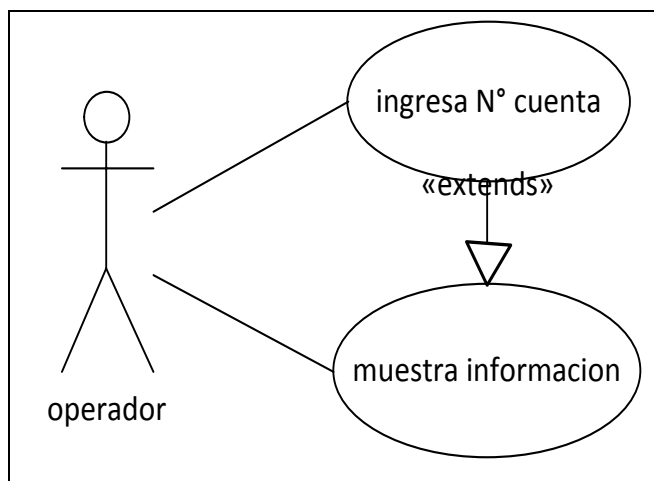 ingresa N° cuenta
«extends»
muestra informacion
operador